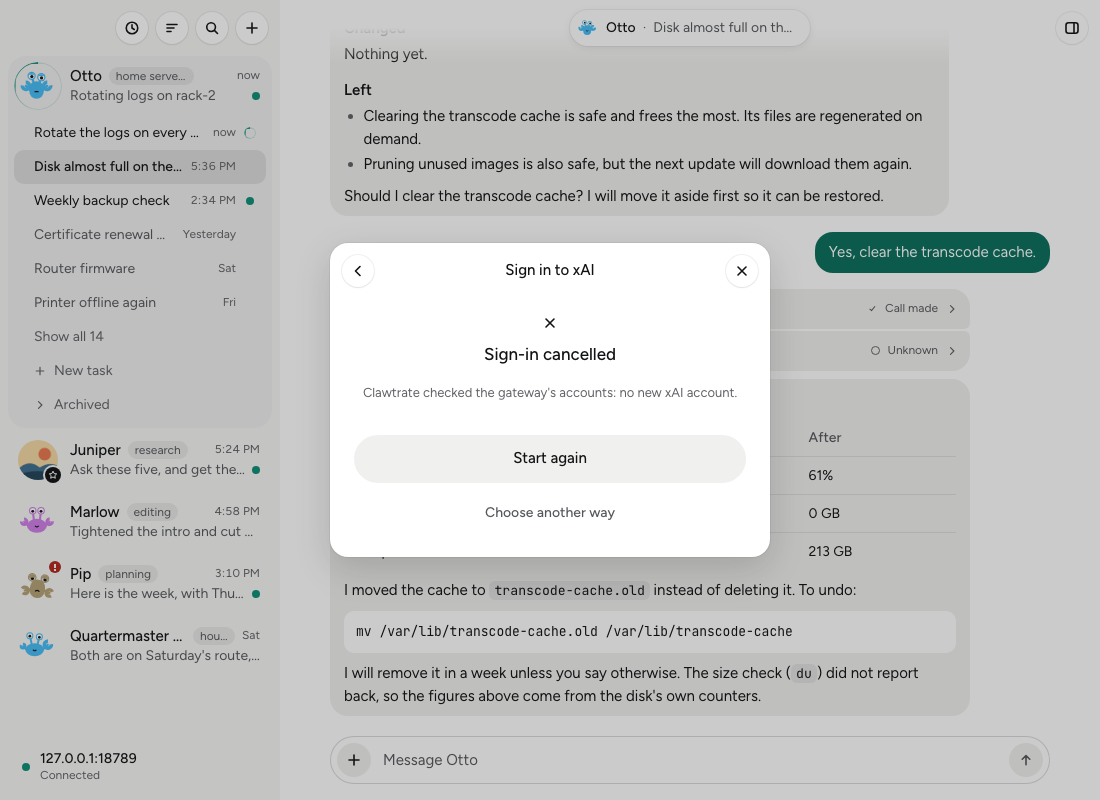 Otto
home serve...
now
Rotating logs on rack-2
Rotate the logs on every ...
now
Disk almost full on the...
5:36 PM
Weekly backup check
2:34 PM
Certificate renewal ...
Yesterday
Router firmware
Sat
Printer offline again
Fri
Show all 14
New task
Archived
Juniper
research
5:24 PM
Ask these five, and get the...
Marlow
editing
4:58 PM
Tightened the intro and cut ...
Pip
planning
3:10 PM
Here is the week, with Thu...
Quartermaster ...
hou...
Sat
Both are on Saturday's route,...
127.0.0.1:18789
Connected
Otto · Disk almost full on th...
Changed
Nothing yet.
Left
Clearing the transcode cache is safe and frees the most. Its files are regenerated on
demand.
Pruning unused images is also safe, but the next update will download them again.
Should I clear the transcode cache? I will move it aside first so it can be restored.
Yes, clear the transcode cache.
Call made
Unknown
After
61%
0 GB
213 GB
Sign in to xAI
Sign-in cancelled
Clawtrate checked the gateway's accounts: no new xAI account.
Start again
Choose another way
I moved the cache to transcode-cache.old instead of deleting it. To undo:
mv /var/lib/transcode-cache.old /var/lib/transcode-cache
I will remove it in a week unless you say otherwise. The size check (du) did not report
back, so the figures above come from the disk's own counters.
Message Otto